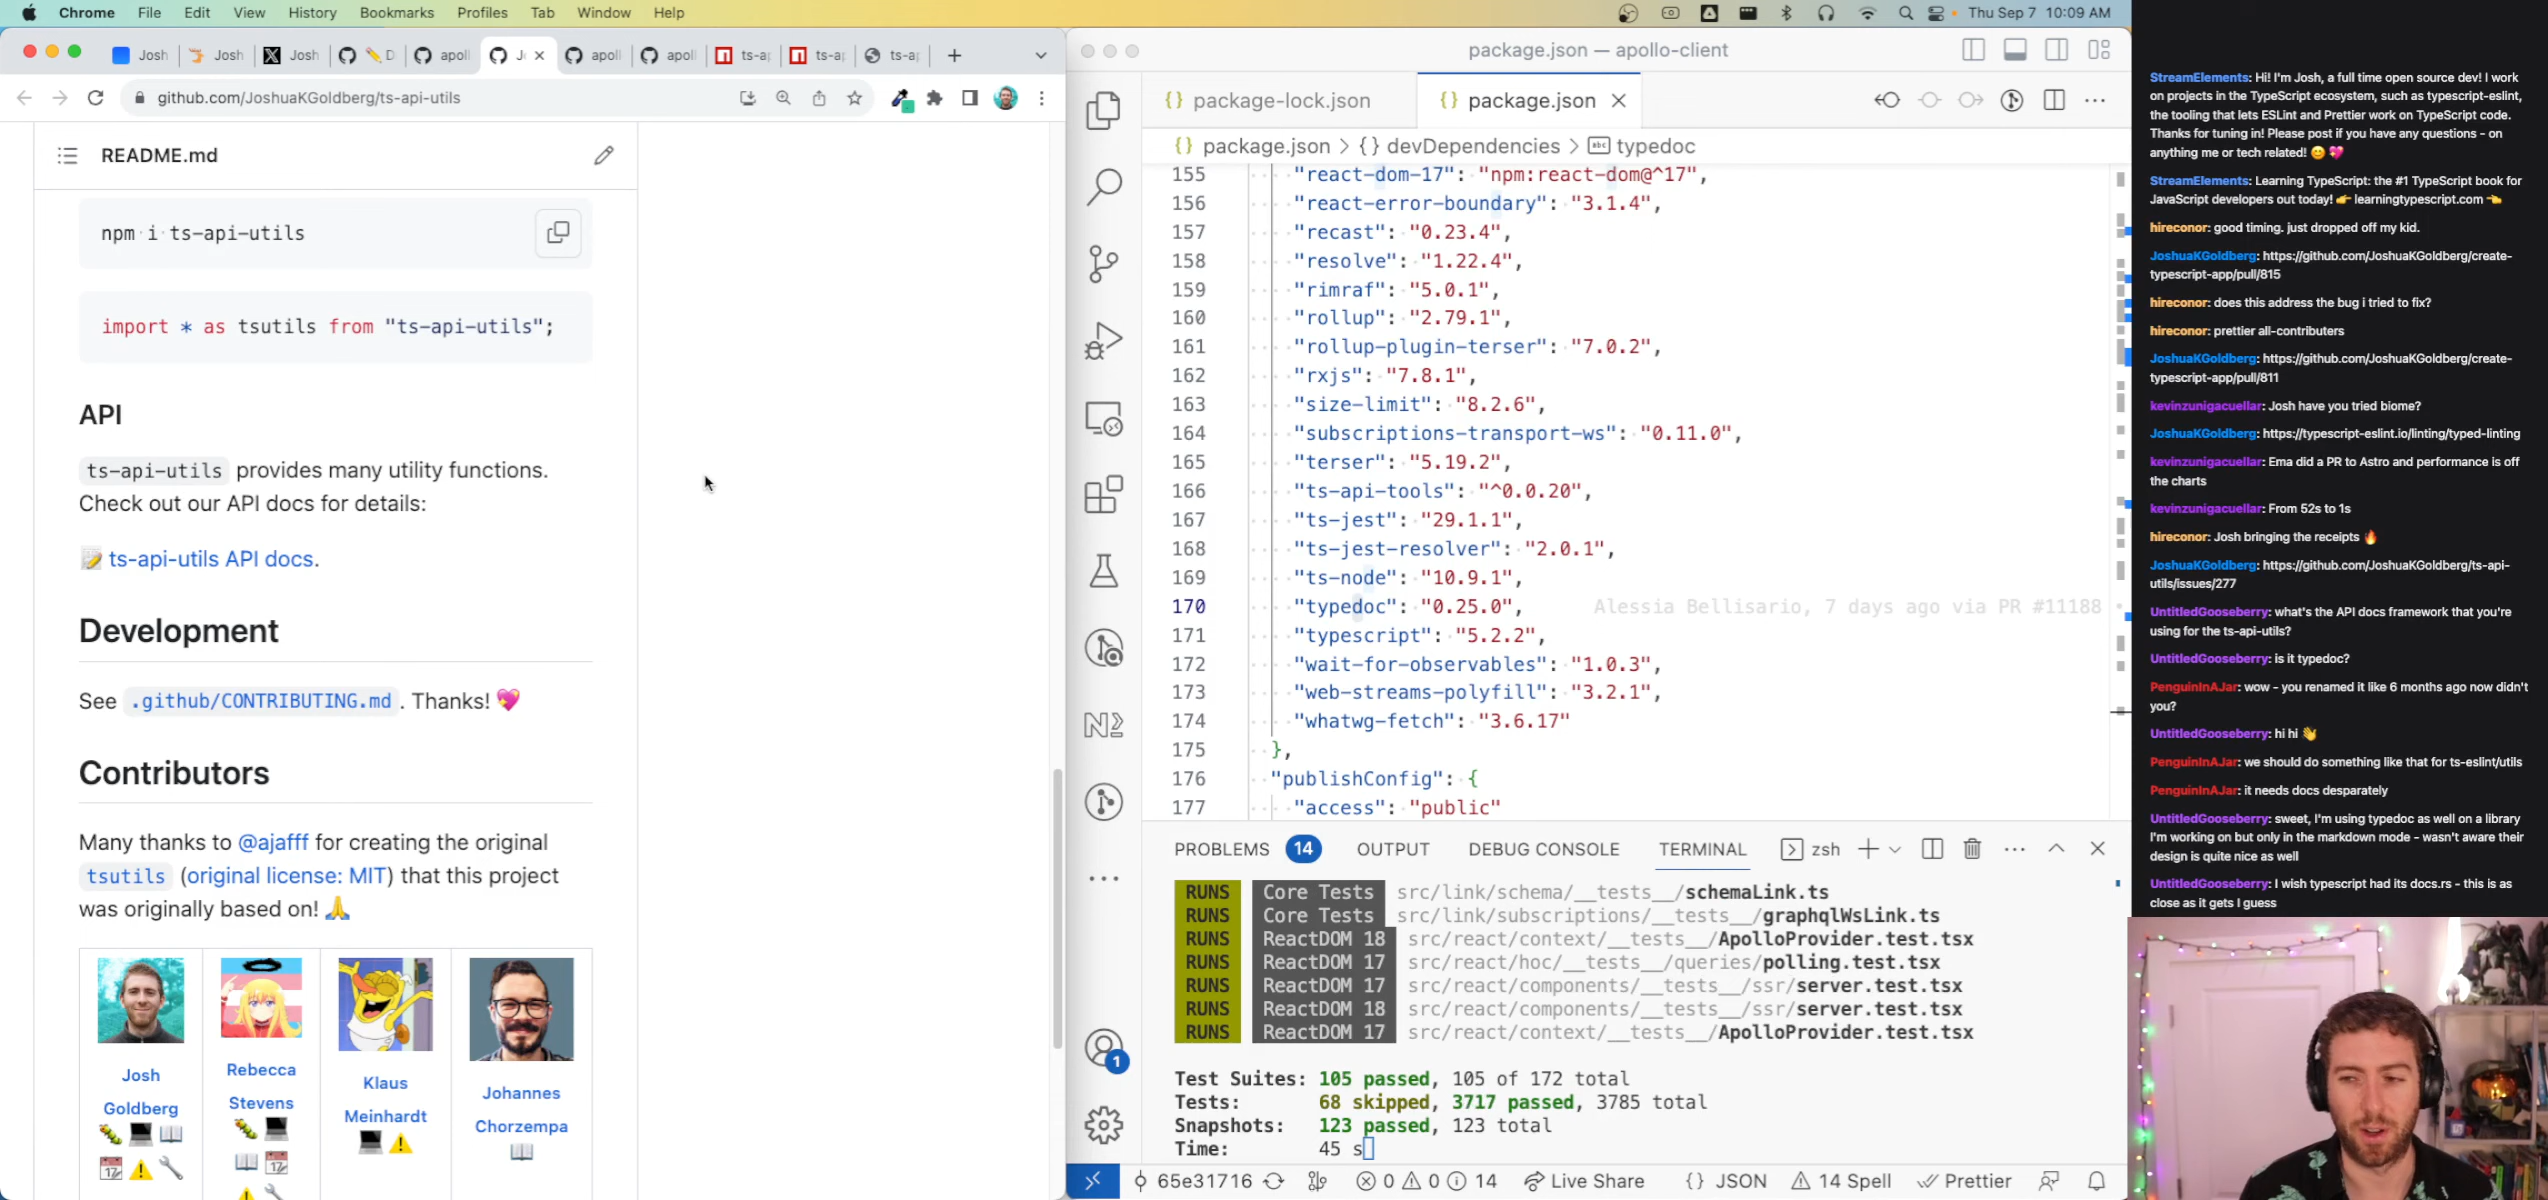 Chrome File Edit View History Bookmarks Profiles Tab Window Help
Thu Sep 7 10:09 AM
Josh Josh Josh D apoll J apoll apoll ts-ap ts-ap ts-ap
github.com/JoshuaKGoldberg/ts-api-utils
README.md
npm i ts-api-utils
import * as tsutils from "ts-api-utils";
API
ts-api-utils provides many utility functions.
Check out our API docs for details:
📝 ts-api-utils API docs.
Development
See .github/CONTRIBUTING.md. Thanks! 💖
Contributors
Many thanks to @ajafff for creating the original
tsutils (original license: MIT) that this project
was originally based on! 🙏
Josh
Goldberg
🐛 💻 📖
📆 ⚠️ 🔧
Rebecca
Stevens
🐛 💻
📖 📆
⚠️ 🔧
Klaus
Meinhardt
💻 ⚠️
Johannes
Chorzempa
📖
package.json — apollo-client
{} package-lock.json
{} package.json
{} package.json > {} devDependencies > abc typedoc
155 "react-dom-17": "npm:react-dom@^17",
156 "react-error-boundary": "3.1.4",
157 "recast": "0.23.4",
158 "resolve": "1.22.4",
159 "rimraf": "5.0.1",
160 "rollup": "2.79.1",
161 "rollup-plugin-terser": "7.0.2",
162 "rxjs": "7.8.1",
163 "size-limit": "8.2.6",
164 "subscriptions-transport-ws": "0.11.0",
165 "terser": "5.19.2",
166 "ts-api-tools": "^0.0.20",
167 "ts-jest": "29.1.1",
168 "ts-jest-resolver": "2.0.1",
169 "ts-node": "10.9.1",
170 "typedoc": "0.25.0", Alessia Bellisario, 7 days ago via PR #11188
171 "typescript": "5.2.2",
172 "wait-for-observables": "1.0.3",
173 "web-streams-polyfill": "3.2.1",
174 "whatwg-fetch": "3.6.17"
175 },
176 "publishConfig": {
177 "access": "public"
PROBLEMS 14 OUTPUT DEBUG CONSOLE TERMINAL zsh
RUNS Core Tests src/link/schema/__tests__/schemaLink.ts
RUNS Core Tests src/link/subscriptions/__tests__/graphqlWsLink.ts
RUNS ReactDOM 18 src/react/context/__tests__/ApolloProvider.test.tsx
RUNS ReactDOM 17 src/react/hoc/__tests__/queries/polling.test.tsx
RUNS ReactDOM 17 src/react/components/__tests__/ssr/server.test.tsx
RUNS ReactDOM 18 src/react/components/__tests__/ssr/server.test.tsx
RUNS ReactDOM 17 src/react/context/__tests__/ApolloProvider.test.tsx
Test Suites: 105 passed, 105 of 172 total
Tests: 68 skipped, 3717 passed, 3785 total
Snapshots: 123 passed, 123 total
Time: 45 s
1
65e31716 0 0 14 Live Share {} JSON 14 Spell Prettier
StreamElements: Hi! I'm Josh, a full time open source dev! I work
on projects in the TypeScript ecosystem, such as typescript-eslint,
the tooling that lets ESLint and Prettier work on TypeScript code.
Thanks for tuning in! Please post if you have any questions - on
anything me or tech related! 😊 💖
StreamElements: Learning TypeScript: the #1 TypeScript book for
JavaScript developers out today! 👉 learningtypescript.com 👈
hireconor: good timing. just dropped off my kid.
JoshuaKGoldberg: https://github.com/JoshuaKGoldberg/create-
typescript-app/pull/815
hireconor: does this address the bug i tried to fix?
hireconor: prettier all-contributers
JoshuaKGoldberg: https://github.com/JoshuaKGoldberg/create-
typescript-app/pull/811
kevinzunigacuellar: Josh have you tried biome?
JoshuaKGoldberg: https://typescript-eslint.io/linting/typed-linting
kevinzunigacuellar: Ema did a PR to Astro and performance is off
the charts
kevinzunigacuellar: From 52s to 1s
hireconor: Josh bringing the receipts 🔥
JoshuaKGoldberg: https://github.com/JoshuaKGoldberg/ts-api-
utils/issues/277
UntitledGooseberry: what's the API docs framework that you're
using for the ts-api-utils?
UntitledGooseberry: is it typedoc?
PenguinInAJar: wow - you renamed it like 6 months ago now didn't
you?
UntitledGooseberry: hi hi 👋
PenguinInAJar: we should do something like that for ts-eslint/utils
PenguinInAJar: it needs docs desparately
UntitledGooseberry: sweet, I'm using typedoc as well on a library
I'm working on but only in the markdown mode - wasn't aware their
design is quite nice as well
UntitledGooseberry: I wish typescript had its docs.rs - this is as
close as it gets I guess